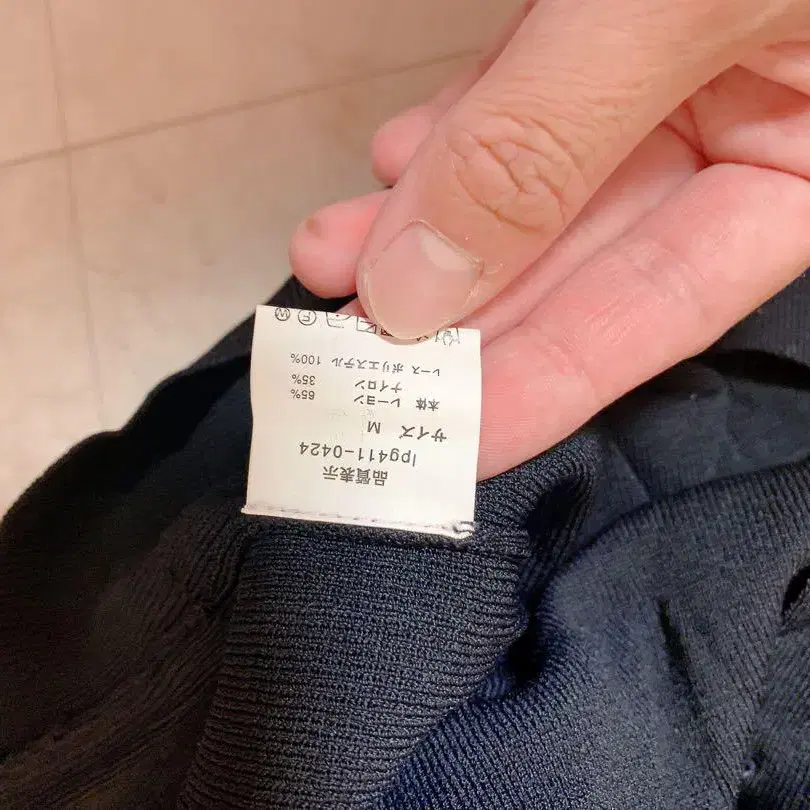 品質表示
lpg411-0424
サイズ M
本体 レーヨン 65%
ナイロン 35%
レース ポリエステル 100%
F W